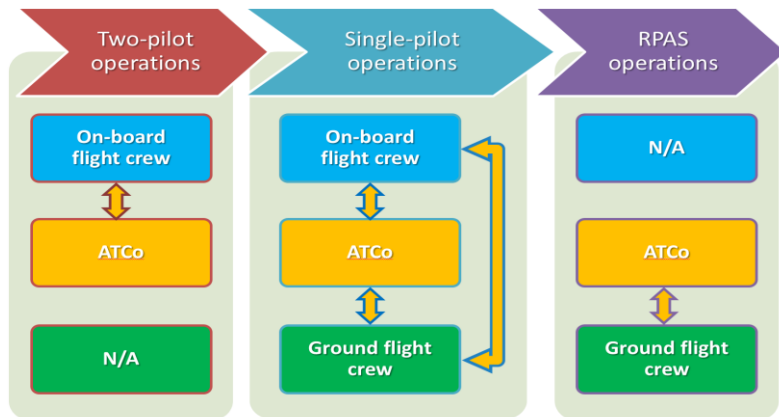 Two-pilot
operations
Single-pilot
operations
RPAS
operations
On-board
flight crew
ATCo
N/A
On-board
flight crew
ATCo
Ground flight
crew
N/A
ATCo
Ground flight
crew